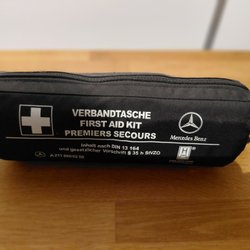 VERBANDTASCHE
FIRST AID KIT
PREMIERS SECOURS
Mercedes-Benz
Inhalt nach DIN 13 164
und gesetzlicher Vorschrift § 35 h StVZO